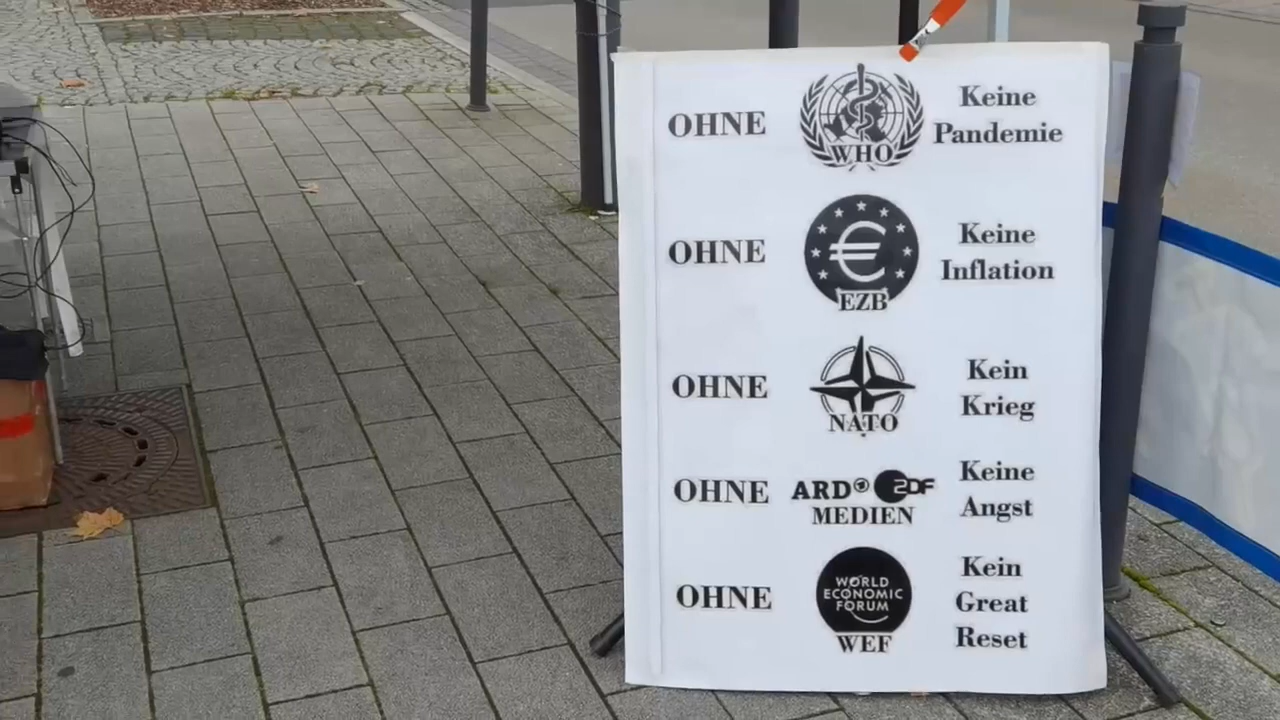 OHNE WHO Keine Pandemie
OHNE € EZB Keine Inflation
OHNE NATO Kein Krieg
OHNE ARD ZDF MEDIEN Keine Angst
OHNE WORLD ECONOMIC FORUM WEF Kein Great Reset